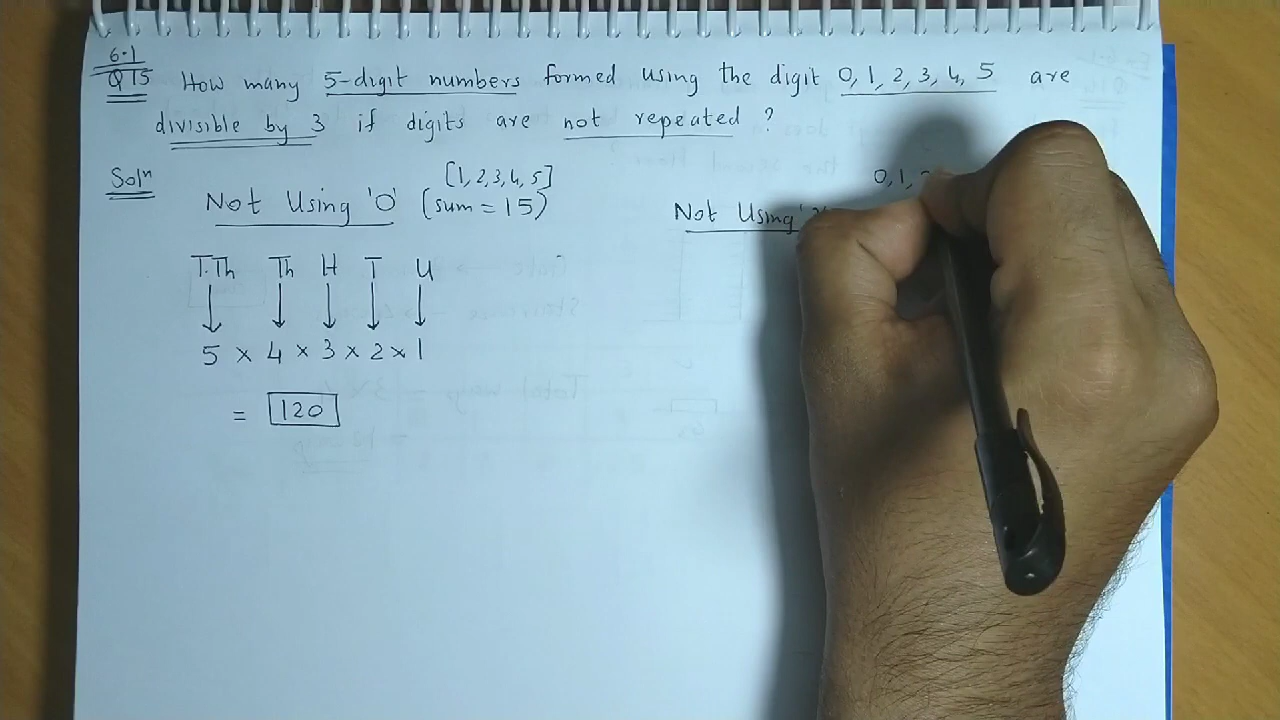 6.1
Q 15 How many 5-digit numbers formed using the digit 0, 1, 2, 3, 4, 5 are
divisible by 3 if digits are not repeated ?
Solⁿ
[1, 2, 3, 4, 5]
Not Using '0' (sum = 15)
T.Th Th H T U
5 × 4 × 3 × 2 × 1
= 120
0, 1, 2
Not Using